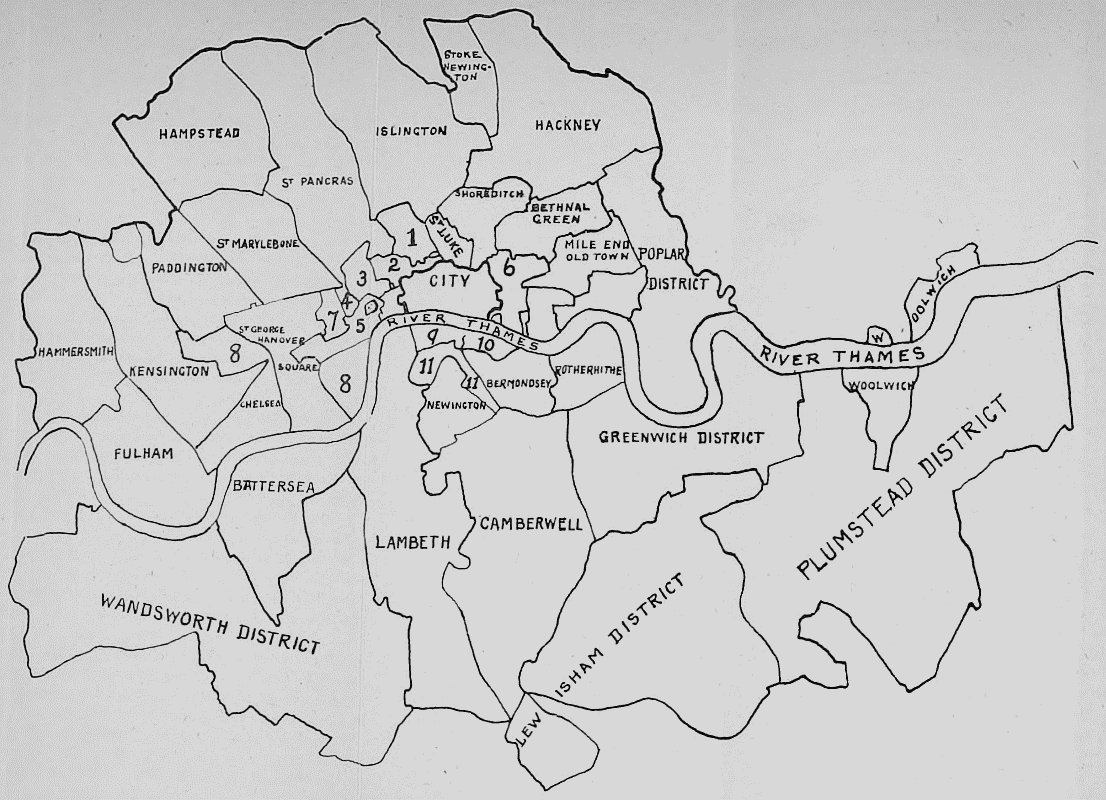 STOKE
NEWING-
TON
HAMPSTEAD
ISLINGTON
HACKNEY
ST PANCRAS
SHOREDITCH
BETHNAL
GREEN
ST LUKE
1
ST MARYLEBONE
MILE END
OLD TOWN
POPLAR
DISTRICT
PADDINGTON
2
3
CITY
6
4
7
5
RIVER THAMES
ST GEORGE
HANOVER
SQUARE
8
8
9
10
11
11
HAMMERSMITH
KENSINGTON
CHELSEA
BERMONDSEY
ROTHERHITHE
NEWINGTON
RIVER THAMES
W
OOLWICH
WOOLWICH
FULHAM
BATTERSEA
GREENWICH DISTRICT
PLUMSTEAD DISTRICT
LAMBETH
CAMBERWELL
WANDSWORTH DISTRICT
LEW
ISHAM DISTRICT